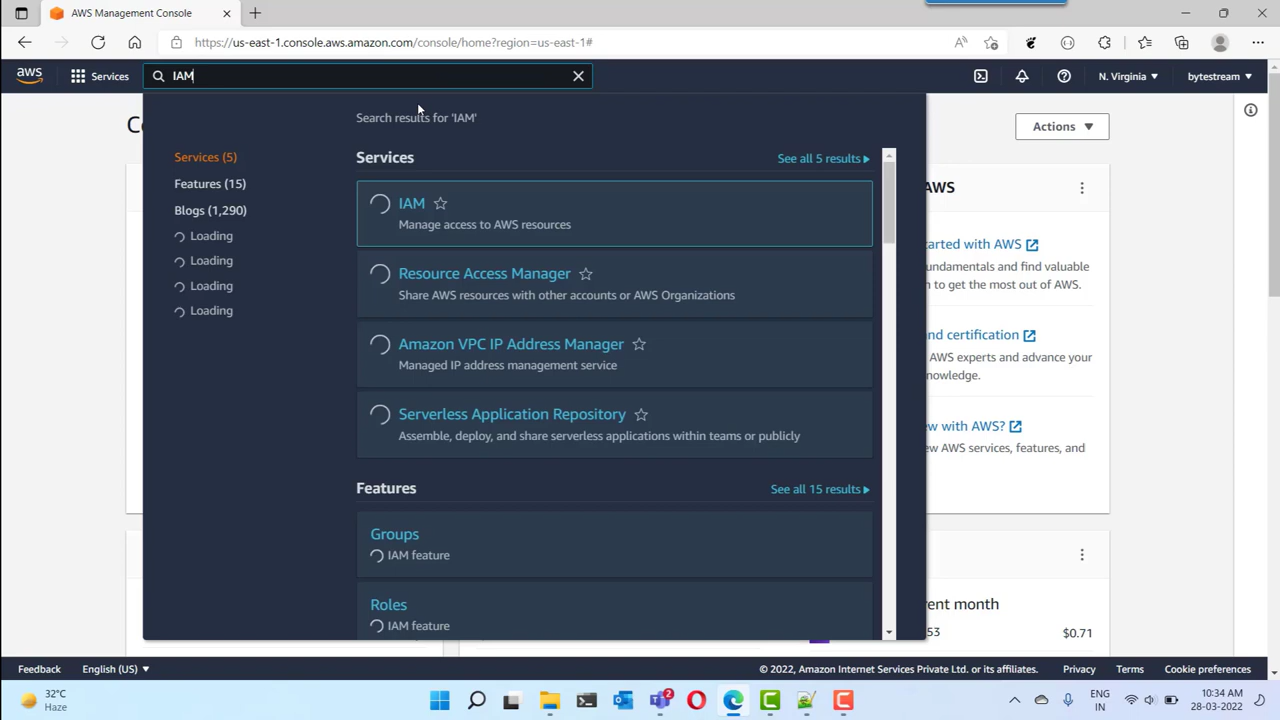 AWS Management Console
https://us-east-1.console.aws.amazon.com/console/home?region=us-east-1#
aws
Services
IAM
N. Virginia
bytestream
Search results for 'IAM'
Actions
Services (5)
Features (15)
Blogs (1,290)
Loading
Loading
Loading
Loading
Services
See all 5 results
IAM
Manage access to AWS resources
Resource Access Manager
Share AWS resources with other accounts or AWS Organizations
Amazon VPC IP Address Manager
Managed IP address management service
Serverless Application Repository
Assemble, deploy, and share serverless applications within teams or publicly
Features
See all 15 results
Groups
IAM feature
Roles
IAM feature
AWS
started with AWS
undamentals and find valuable
n to get the most out of AWS.
nd certification
AWS experts and advance your
nowledge.
ew with AWS?
ew AWS services, features, and
ent month
53
$0.71
Feedback
English (US)
© 2022, Amazon Internet Services Private Ltd. or its affiliates.
Privacy
Terms
Cookie preferences
32°C
Haze
2
ENG
IN
10:34 AM
28-03-2022